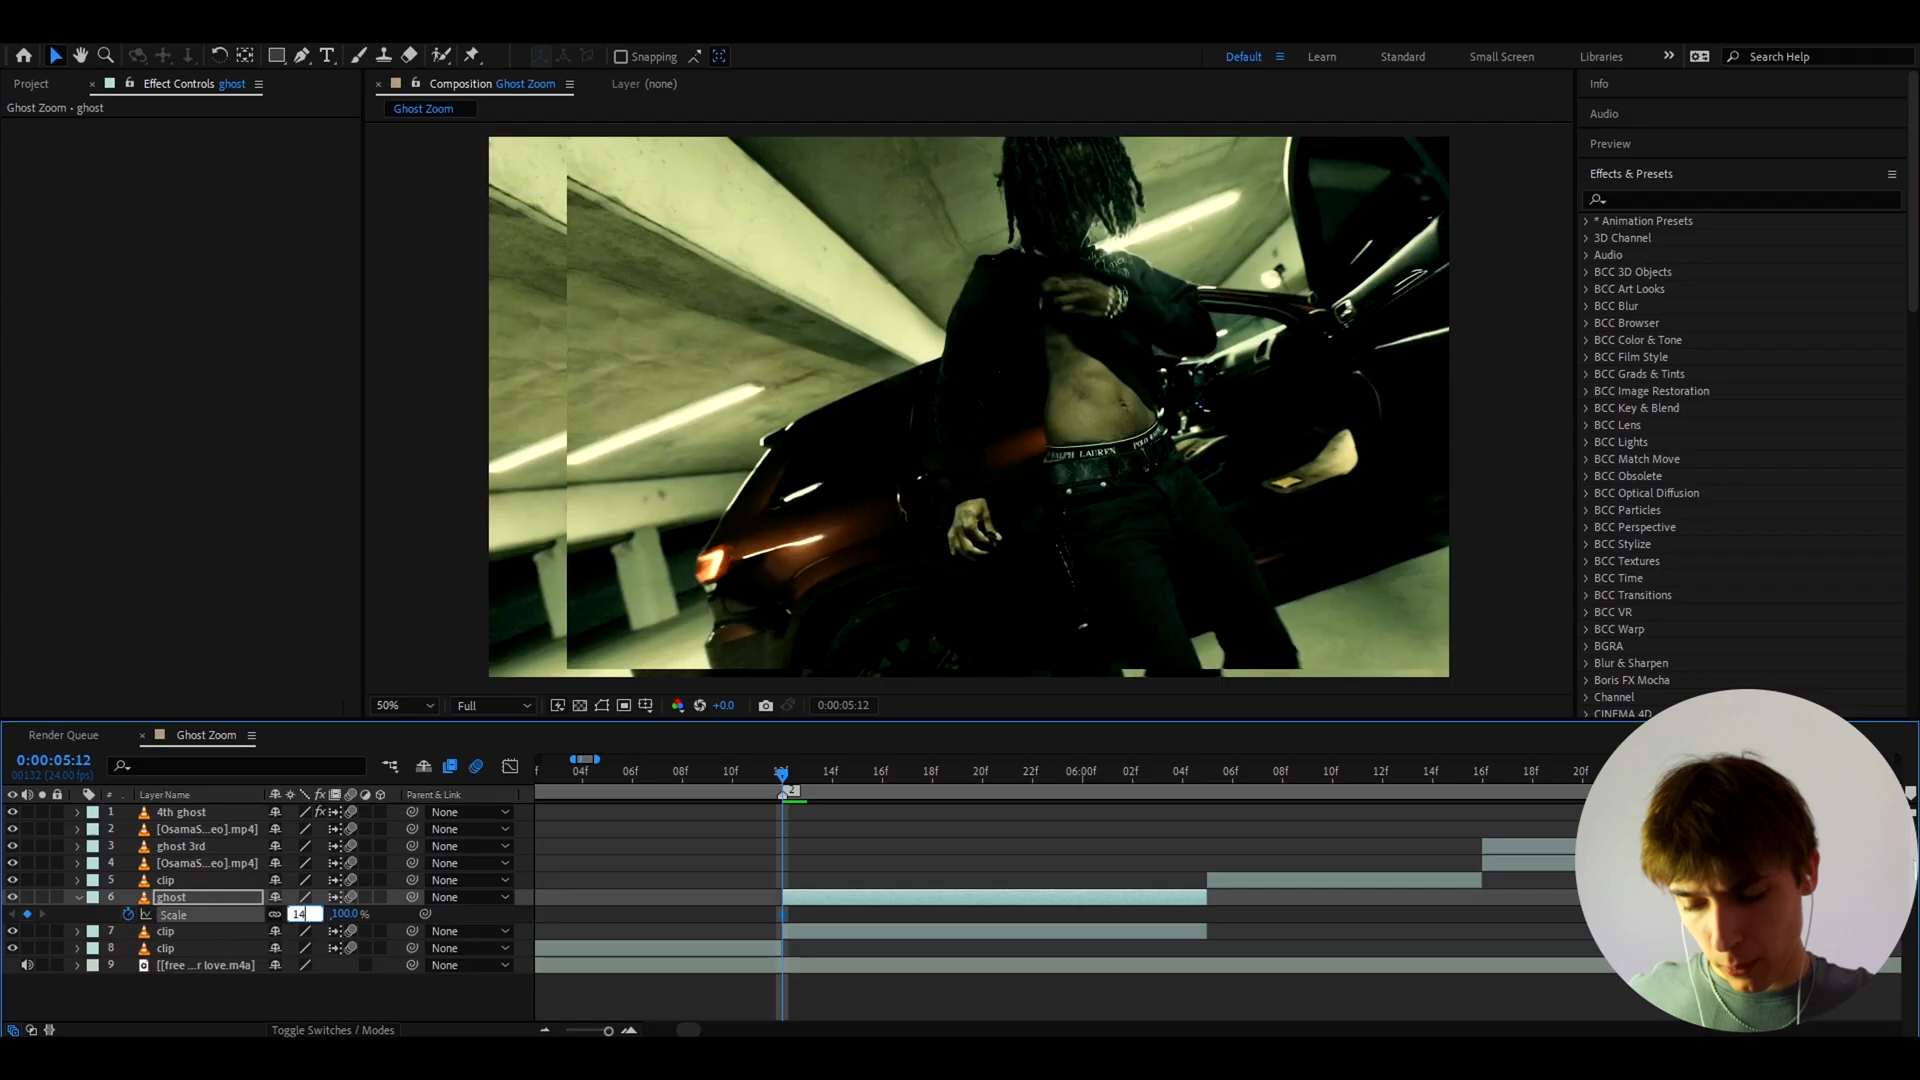 Snapping
Default
Learn
Standard
Small Screen
Libraries
Search Help
Project
Effect Controls ghost
Composition Ghost Zoom
Layer (none)
Ghost Zoom • ghost
Ghost Zoom
RALPH LAUREN
POLO
50%
Full
+0.0
0:00:05:12
Info
Audio
Preview
Effects & Presets
* Animation Presets
3D Channel
Audio
BCC 3D Objects
BCC Art Looks
BCC Blur
BCC Browser
BCC Color & Tone
BCC Film Style
BCC Grads & Tints
BCC Image Restoration
BCC Key & Blend
BCC Lens
BCC Lights
BCC Match Move
BCC Obsolete
BCC Optical Diffusion
BCC Particles
BCC Perspective
BCC Stylize
BCC Textures
BCC Time
BCC Transitions
BCC VR
BCC Warp
BGRA
Blur & Sharpen
Boris FX Mocha
Channel
CINEMA 4D
Render Queue
Ghost Zoom
0:00:05:12
00132 (24.00 fps)
f 04f 06f 08f 10f 12f 14f 16f 18f 20f 22f 06:00f 02f 04f 06f 08f 10f 12f 14f 16f 18f 20f
2
# Layer Name fx Parent & Link
1 4th ghost fx None
2 [OsamaS...eo].mp4] None
3 ghost 3rd None
4 [OsamaS...eo].mp4] None
5 clip None
6 ghost None
Scale 14 ,100.0 %
7 clip None
8 clip None
9 [[free ...r love.m4a] None
Toggle Switches / Modes